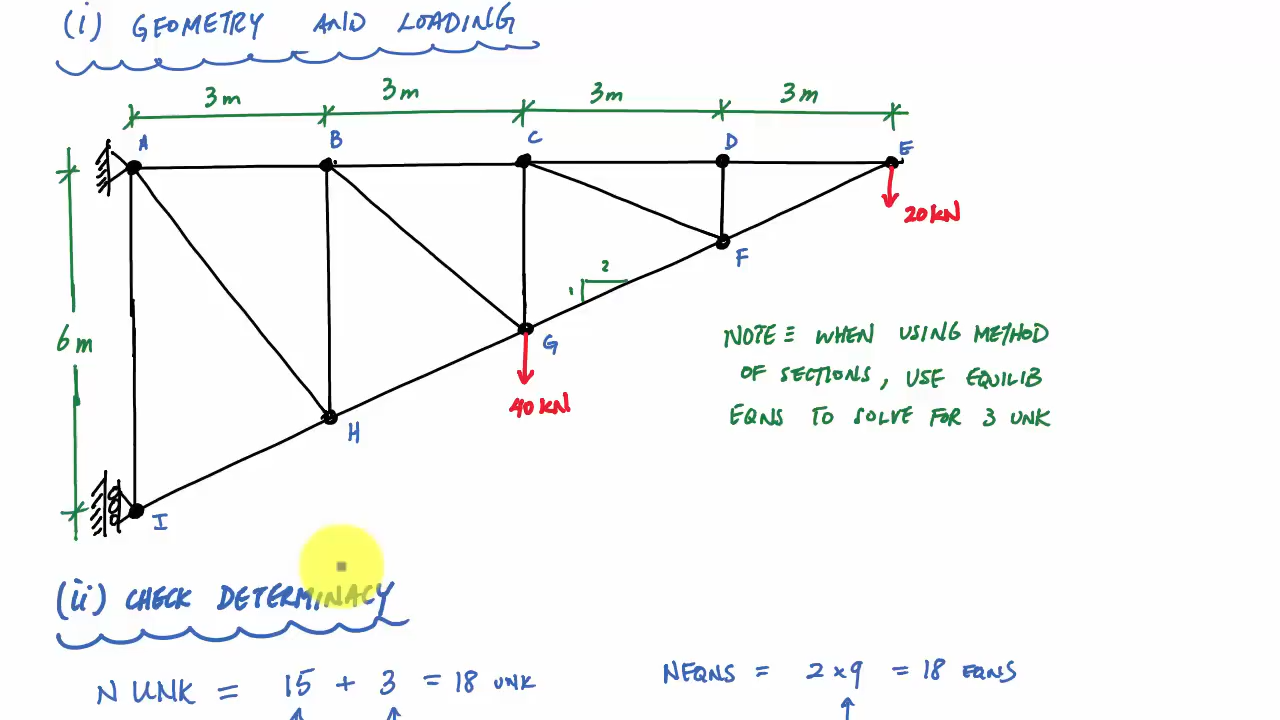 (i) GEOMETRY AND LOADING
3m 3m 3m 3m
A B C D E
20KN
F
2
1
6m
G
40KN
H
I
NOTE ≡ WHEN USING METHOD
OF SECTIONS, USE EQUILIB
EQNS TO SOLVE FOR 3 UNK
(ii) CHECK DETERMINACY
N UNK = 15 + 3 = 18 UNK
NEQNS = 2 x 9 = 18 EQNS